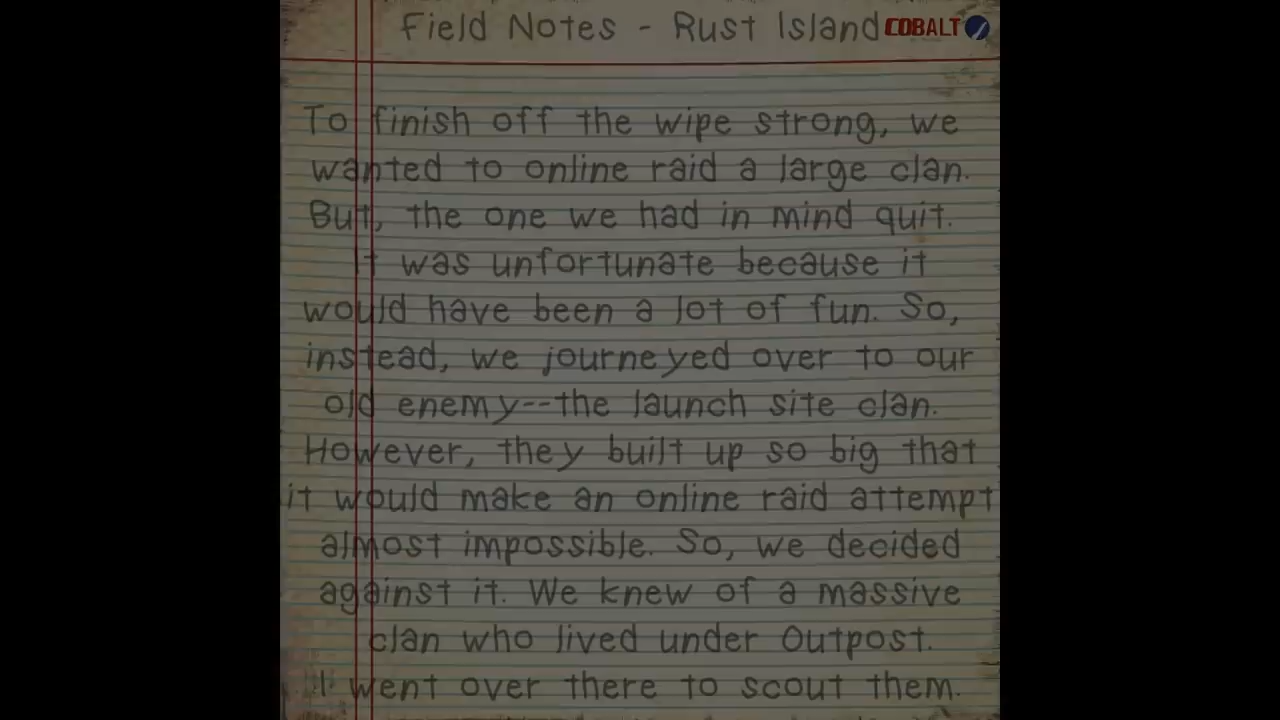 Field Notes - Rust Island COBALT
To finish off the wipe strong, we
wanted to online raid a large clan.
But, the one we had in mind quit.
It was unfortunate because it
would have been a lot of fun. So,
instead, we journeyed over to our
old enemy--the launch site clan.
However, they built up so big that
it would make an online raid attempt
almost impossible. So, we decided
against it. We knew of a massive
clan who lived under Outpost.
I went over there to scout them.